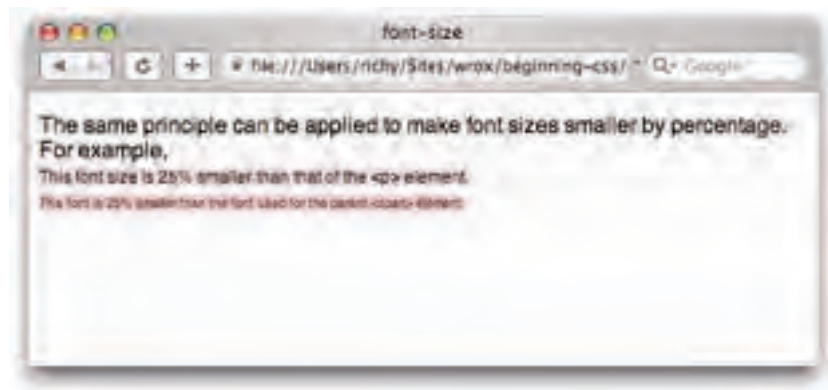 font-size
file:///Users/richy/Sites/wrox/beginning-css/
Q Google
The same principle can be applied to make font sizes smaller by percentage.
For example,
This font size is 25% smaller than that of the <p> element.
This font is 25% smaller than the font used for the parent <span> element.